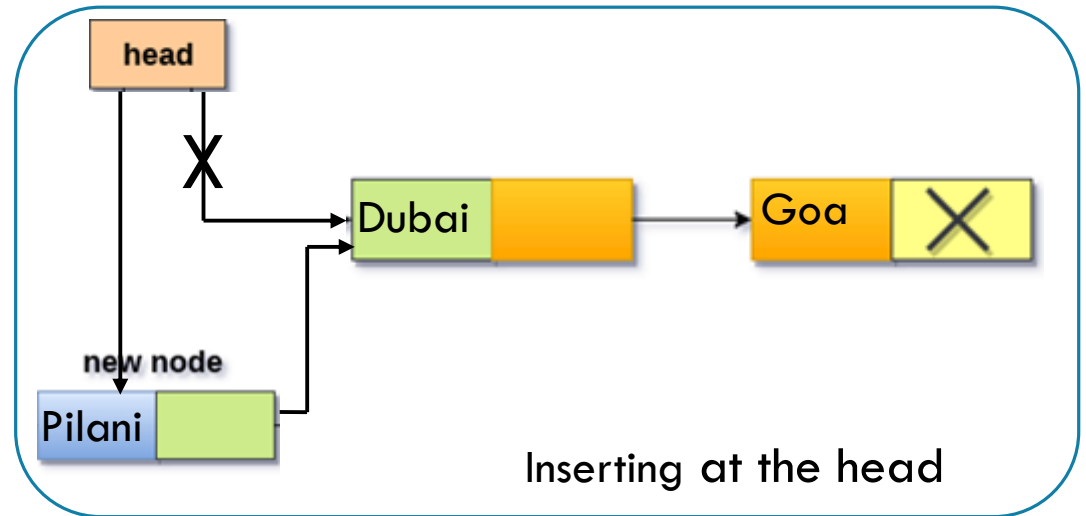 head
X
Dubai
Goa
new node
Pilani
Inserting at the head